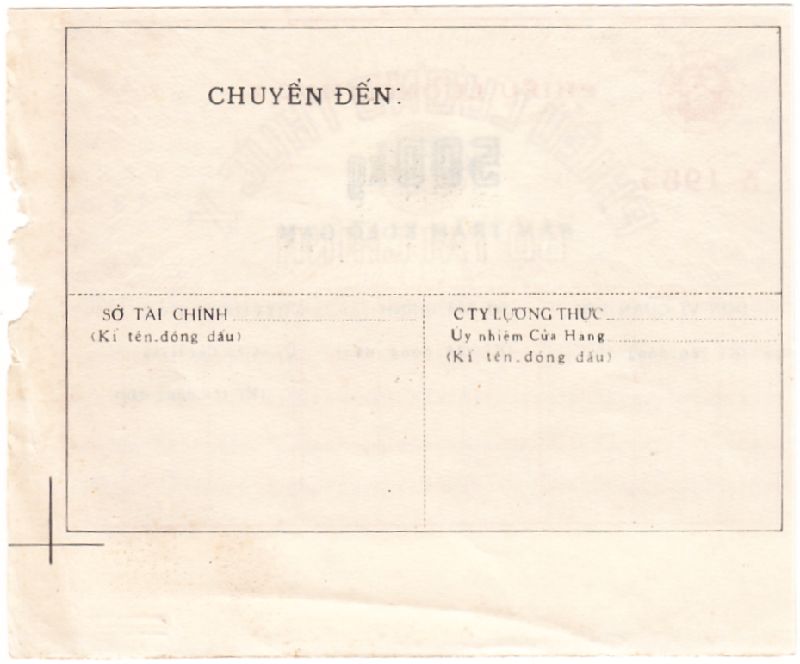 CHUYỂN ĐẾN:
SỞ TÀI CHÍNH
(Kí tên.đóng dấu)
CTY LƯƠNG THỰC
Ủy nhiệm Cửa Hàng
(Kí tên.đóng dấu)